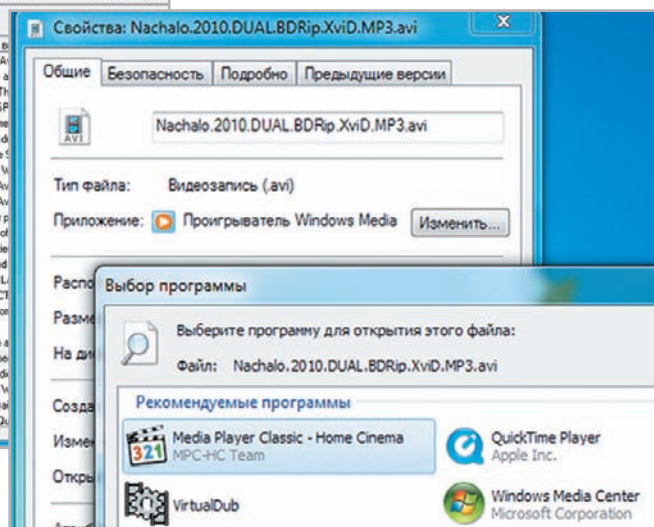 Свойства: Nachalo.2010.DUAL.BDRip.XviD.MP3.avi
Общие Безопасность Подробно Предыдущие версии
AVI
Nachalo.2010.DUAL.BDRip.XviD.MP3.avi
Тип файла: Видеозапись (.avi)
Приложение: Проигрыватель Windows Media Изменить...
Выбор программы
Выберите программу для открытия этого файла:
Файл: Nachalo.2010.DUAL.BDRip.XviD.MP3.avi
Рекомендуемые программы
321
Media Player Classic - Home Cinema
MPC-HC Team
QuickTime Player
Apple Inc.
VirtualDub
Windows Media Center
Microsoft Corporation